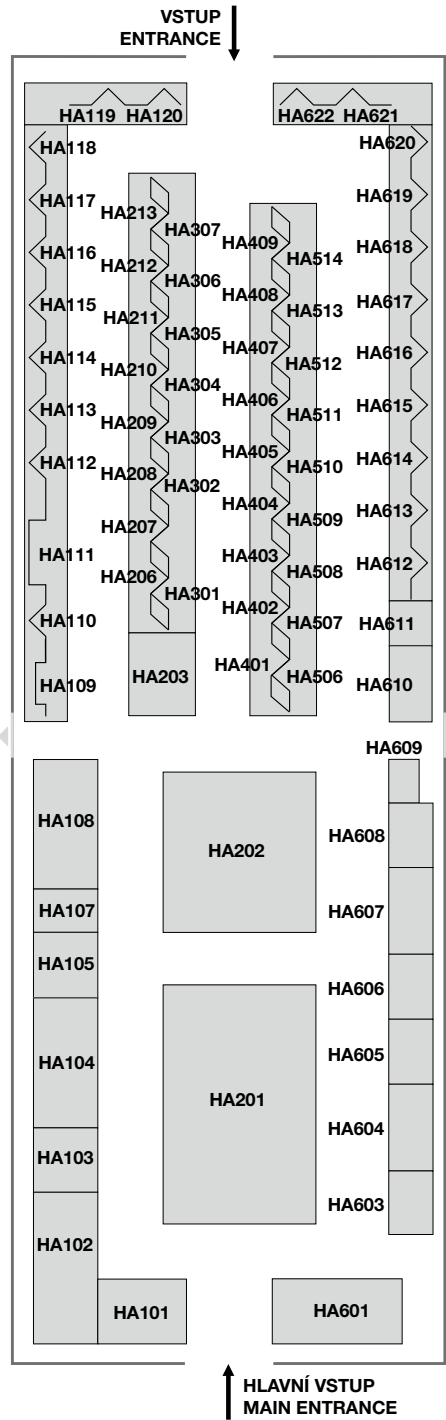 VSTUP
ENTRANCE
HA119 HA120
HA622 HA621
HA118
HA620
HA117
HA213
HA619
HA307
HA116
HA409
HA618
HA212
HA514
HA306
HA408
HA115
HA617
HA211
HA513
HA305
HA407
HA114
HA616
HA210
HA512
HA304
HA406
HA113
HA615
HA209
HA511
HA303
HA405
HA112
HA614
HA208
HA510
HA302
HA404
HA613
HA207
HA509
HA111
HA403
HA612
HA206
HA508
HA301
HA402
HA110
HA507
HA611
HA401
HA203
HA506
HA109
HA610
HA609
HA108
HA202
HA608
HA107
HA607
HA105
HA606
HA104
HA605
HA201
HA604
HA103
HA603
HA102
HA101
HA601
HLAVNÍ VSTUP
MAIN ENTRANCE